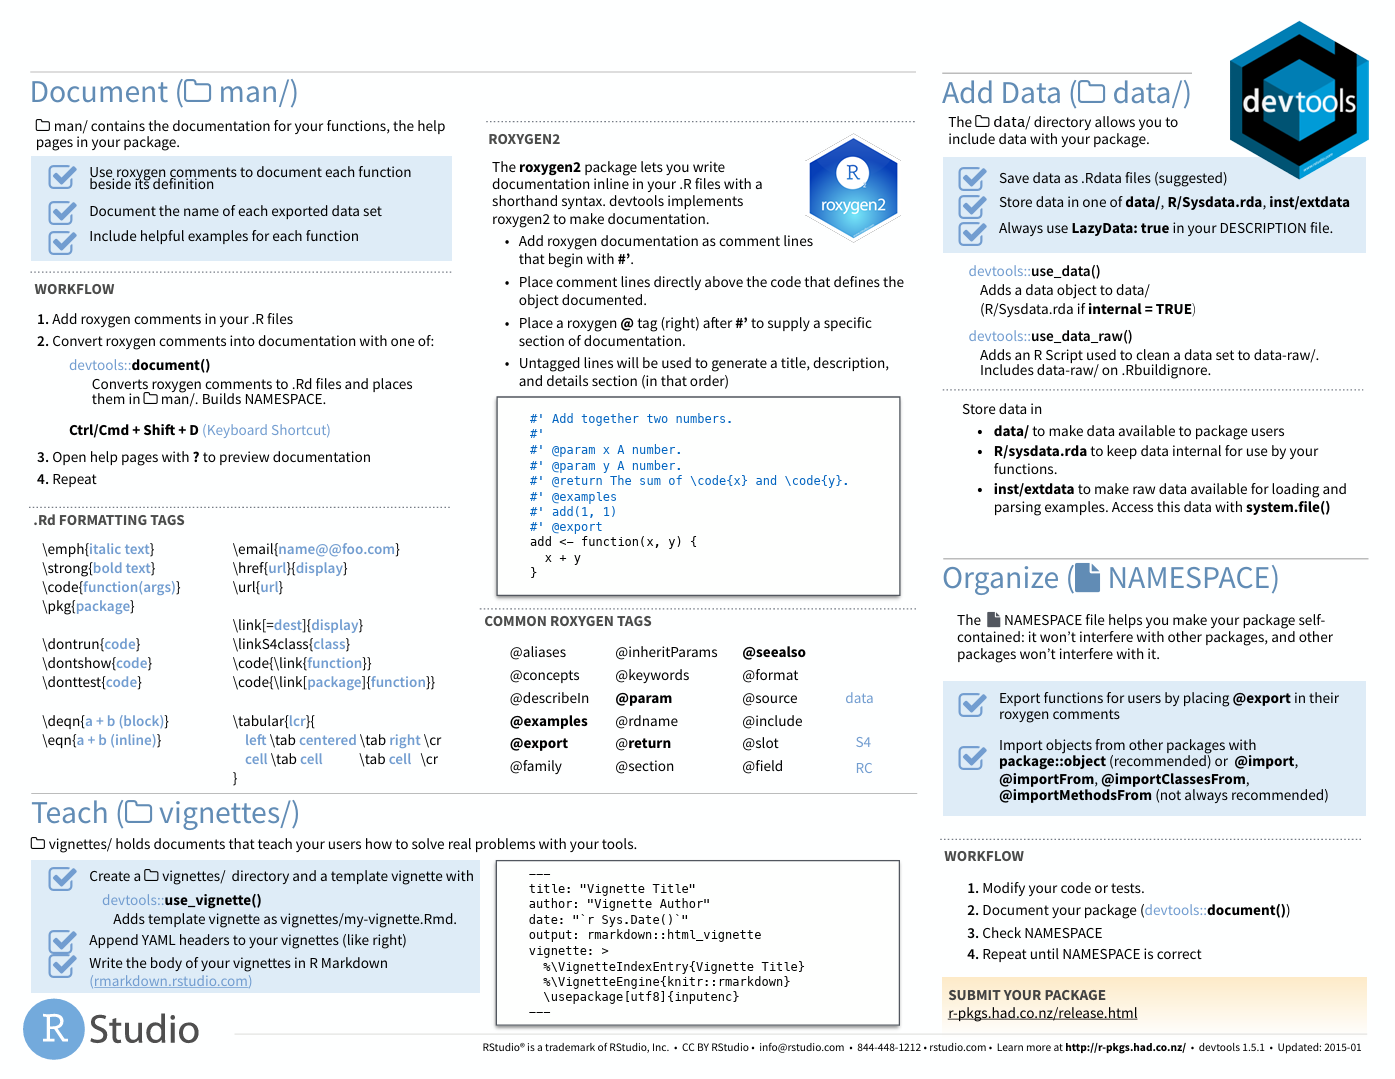 Document ( man/)
man/ contains the documentation for your functions, the help
pages in your package.
Use roxygen comments to document each function
beside its definition
Document the name of each exported data set
Include helpful examples for each function
WORKFLOW
1. Add roxygen comments in your .R files
2. Convert roxygen comments into documentation with one of:
devtools::document()
Converts roxygen comments to .Rd files and places
them in man/. Builds NAMESPACE.
Ctrl/Cmd + Shift + D (Keyboard Shortcut)
3. Open help pages with ? to preview documentation
4. Repeat
.Rd FORMATTING TAGS
\emph{italic text}
\strong{bold text}
\code{function(args)}
\pkg{package}
\dontrun{code}
\dontshow{code}
\donttest{code}
\deqn{a + b (block)}
\eqn{a + b (inline)}
\email{name@@foo.com}
\href{url}{display}
\url{url}
\link[=dest]{display}
\linkS4class{class}
\code{\link{function}}
\code{\link[package]{function}}
\tabular{lcr}{
left \tab centered \tab right \cr
cell \tab cell \tab cell \cr
}
ROXYGEN2
The roxygen2 package lets you write
documentation inline in your .R files with a
shorthand syntax. devtools implements
roxygen2 to make documentation.
R
roxygen2
• Add roxygen documentation as comment lines
that begin with #’.
• Place comment lines directly above the code that defines the
object documented.
• Place a roxygen @ tag (right) after #’ to supply a specific
section of documentation.
• Untagged lines will be used to generate a title, description,
and details section (in that order)
#' Add together two numbers.
#'
#' @param x A number.
#' @param y A number.
#' @return The sum of \code{x} and \code{y}.
#' @examples
#' add(1, 1)
#' @export
add <- function(x, y) {
x + y
}
COMMON ROXYGEN TAGS
@aliases @inheritParams @seealso
@concepts @keywords @format
@describeIn @param @source data
@examples @rdname @include
@export @return @slot S4
@family @section @field RC
Teach ( vignettes/)
vignettes/ holds documents that teach your users how to solve real problems with your tools.
Create a vignettes/ directory and a template vignette with
devtools::use_vignette()
Adds template vignette as vignettes/my-vignette.Rmd.
Append YAML headers to your vignettes (like right)
Write the body of your vignettes in R Markdown
(rmarkdown.rstudio.com)
---
title: "Vignette Title"
author: "Vignette Author"
date: "`r Sys.Date()`"
output: rmarkdown::html_vignette
vignette: >
%\VignetteIndexEntry{Vignette Title}
%\VignetteEngine{knitr::rmarkdown}
\usepackage[utf8]{inputenc}
---
Add Data ( data/)
devtools
The data/ directory allows you to
include data with your package.
Save data as .Rdata files (suggested)
Store data in one of data/, R/Sysdata.rda, inst/extdata
Always use LazyData: true in your DESCRIPTION file.
devtools::use_data()
Adds a data object to data/
(R/Sysdata.rda if internal = TRUE)
devtools::use_data_raw()
Adds an R Script used to clean a data set to data-raw/.
Includes data-raw/ on .Rbuildignore.
Store data in
• data/ to make data available to package users
• R/sysdata.rda to keep data internal for use by your
functions.
• inst/extdata to make raw data available for loading and
parsing examples. Access this data with system.file()
Organize ( NAMESPACE)
The NAMESPACE file helps you make your package self-
contained: it won’t interfere with other packages, and other
packages won’t interfere with it.
Export functions for users by placing @export in their
roxygen comments
Import objects from other packages with
package::object (recommended) or @import,
@importFrom, @importClassesFrom,
@importMethodsFrom (not always recommended)
WORKFLOW
1. Modify your code or tests.
2. Document your package (devtools::document())
3. Check NAMESPACE
4. Repeat until NAMESPACE is correct
SUBMIT YOUR PACKAGE
r-pkgs.had.co.nz/release.html
R Studio
RStudio® is a trademark of RStudio, Inc. • CC BY RStudio • info@rstudio.com • 844-448-1212 • rstudio.com • Learn more at http://r-pkgs.had.co.nz/ • devtools 1.5.1 • Updated: 2015-01